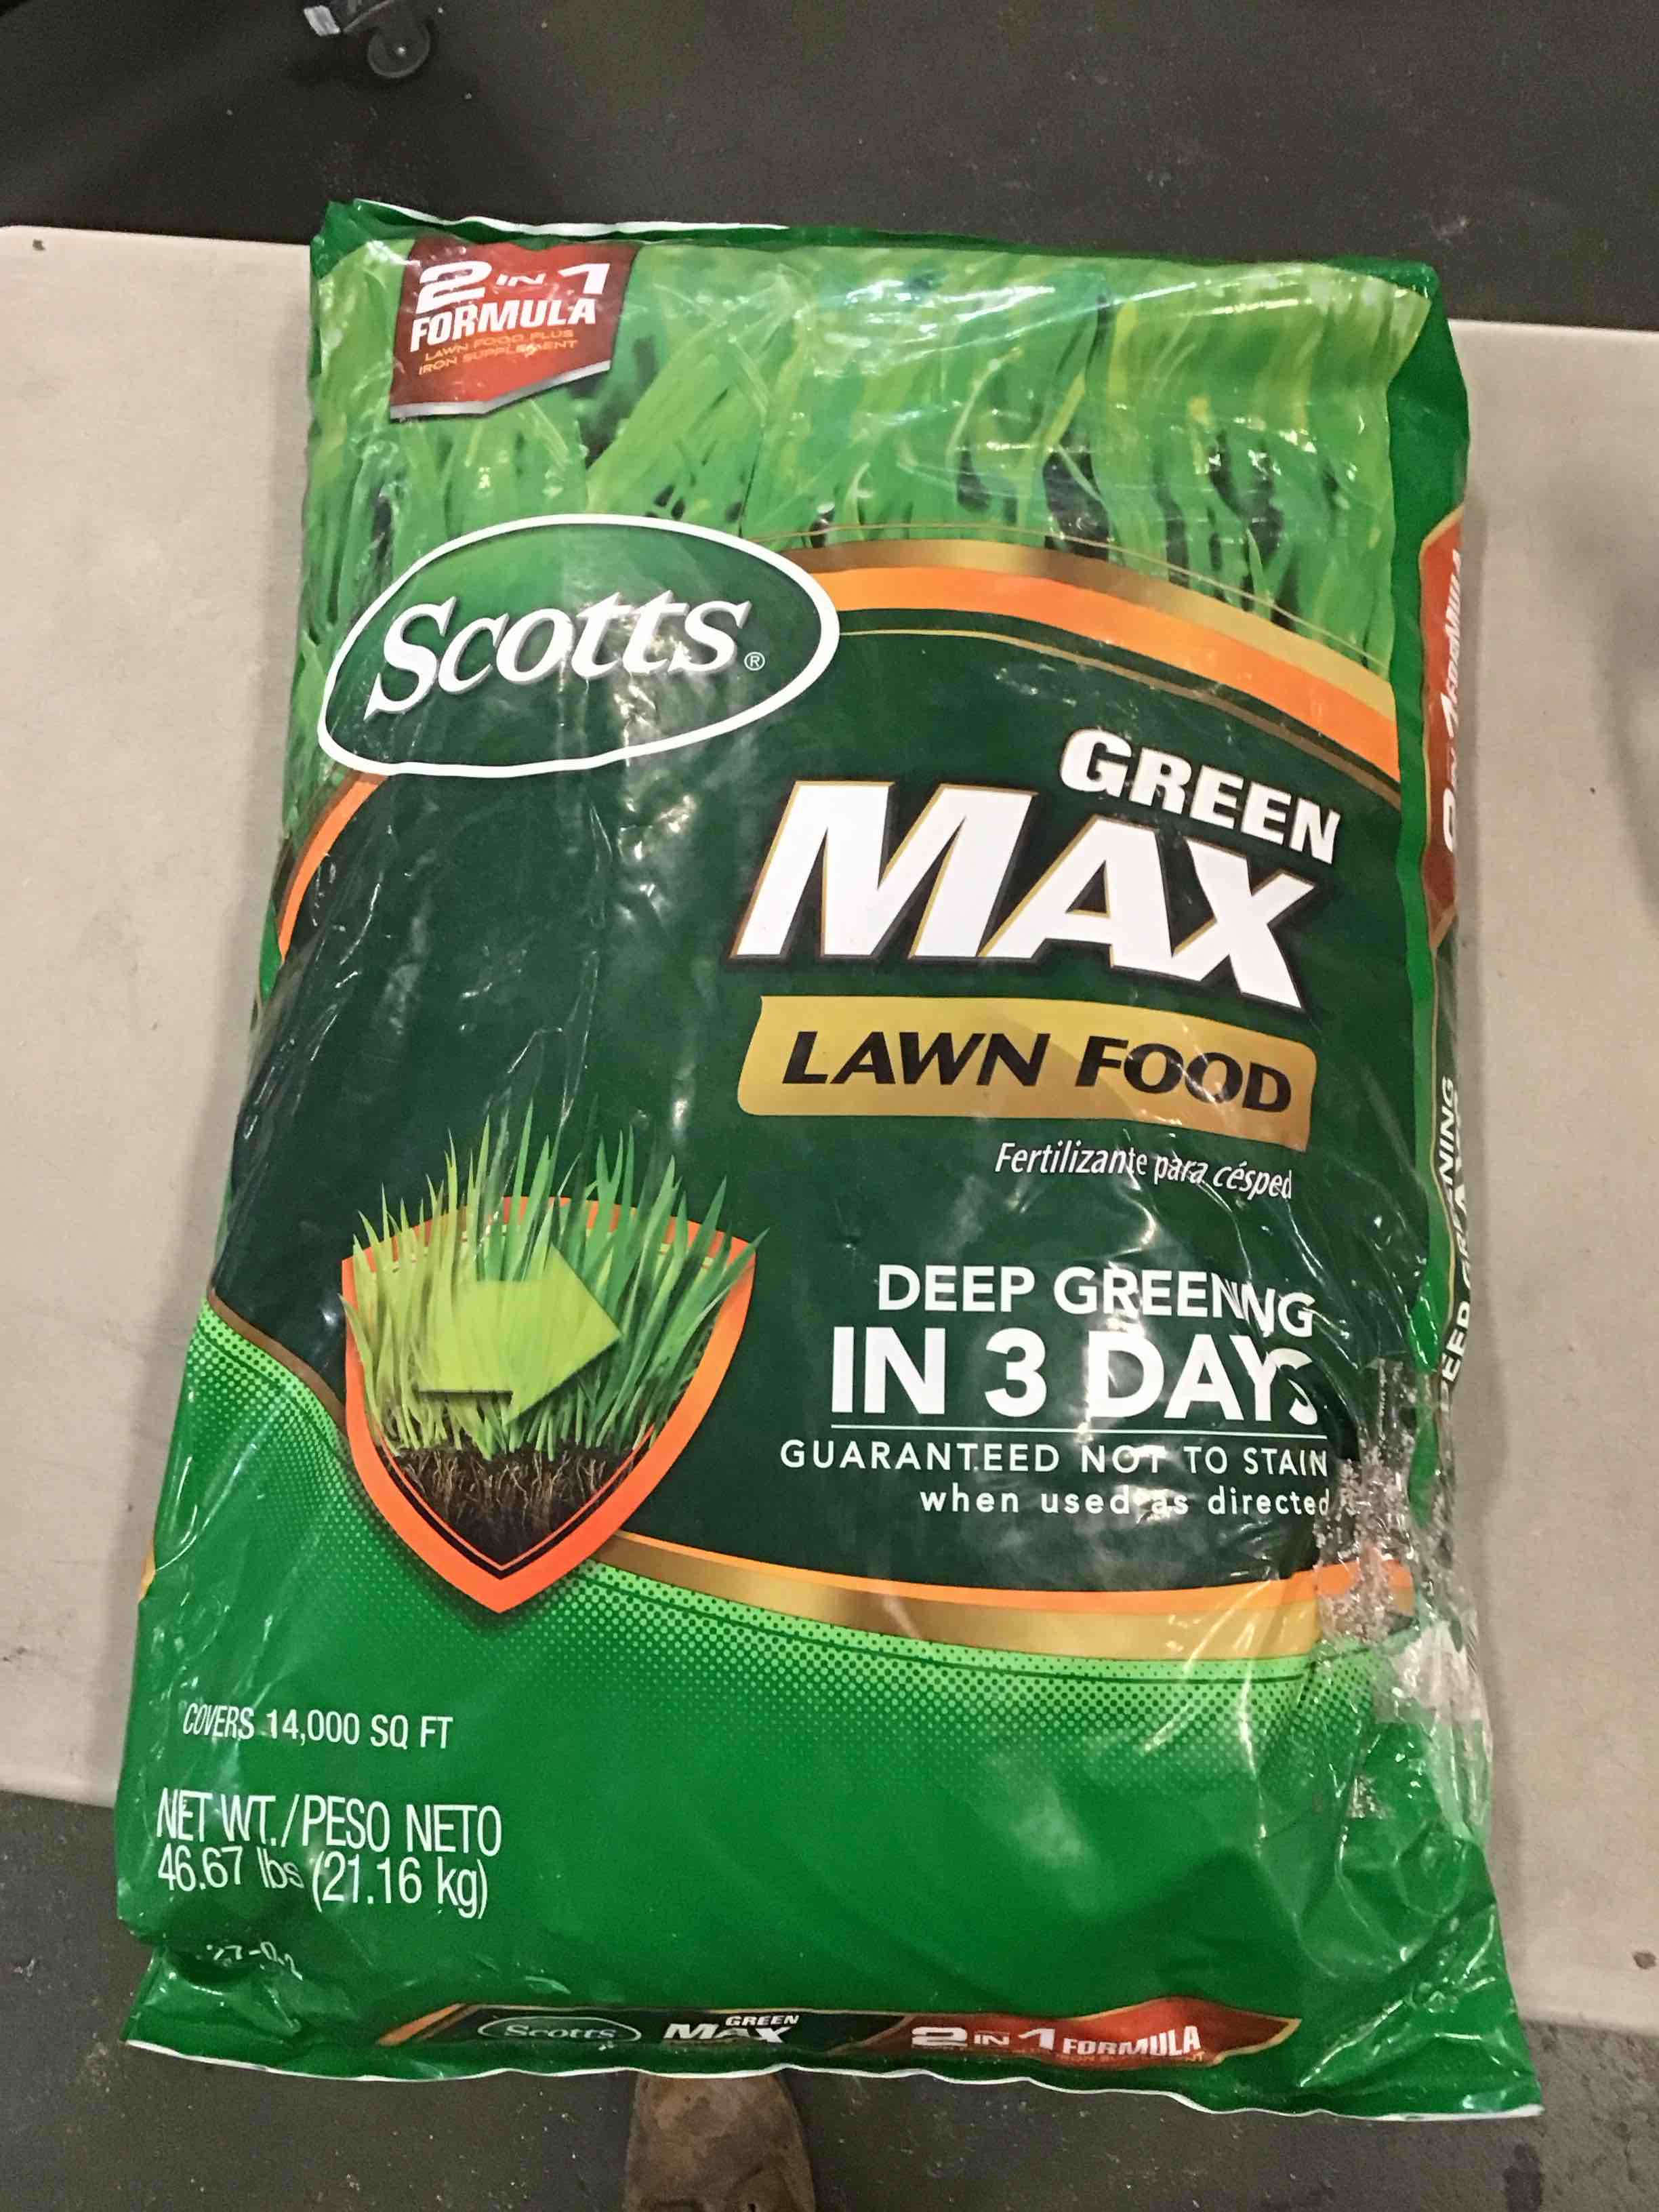 2 IN 1
FORMULA
LAWN FOOD PLUS
IRON SUPPLEMENT
Scotts®
GREEN
MAX
LAWN FOOD
Fertilizante para césped
DEEP GREENING
IN 3 DAYS
GUARANTEED NOT TO STAIN
when used as directed
COVERS 14,000 SQ FT
NET WT./PESO NETO
46.67 lbs (21.16 kg)
Scotts GREEN MAX 2 IN 1 FORMULA
FORMULA